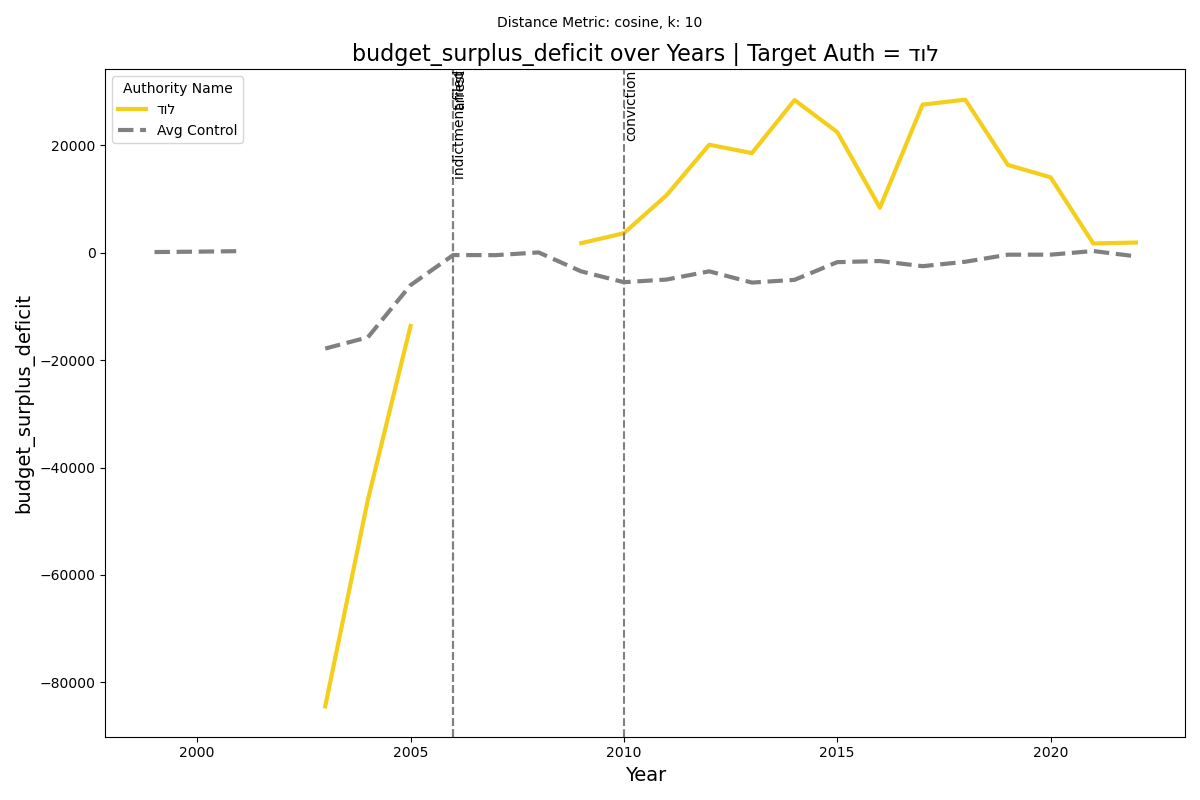 Distance Metric: cosine, k: 10
budget_surplus_deficit over Years | Target Auth = לוד
Authority Name
לוד
Avg Control
indictment
conviction
20000
0
−20000
−40000
−60000
−80000
budget_surplus_deficit
2000
2005
2010
2015
2020
Year